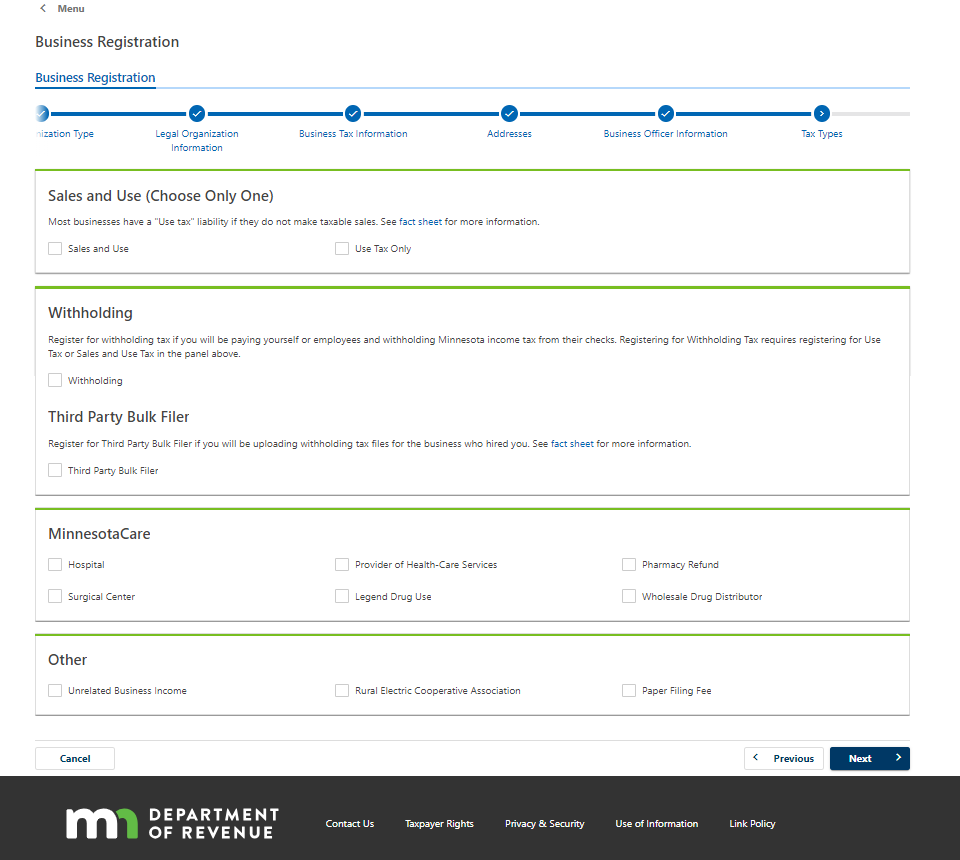 Menu
Business Registration
Business Registration
nization Type
Legal Organization
Information
Business Tax Information
Addresses
Business Officer Information
Tax Types
Sales and Use (Choose Only One)
Most businesses have a "Use tax" liability if they do not make taxable sales. See fact sheet for more information.
Sales and Use
Use Tax Only
Withholding
Register for withholding tax if you will be paying yourself or employees and withholding Minnesota income tax from their checks. Registering for Withholding Tax requires registering for Use
Tax or Sales and Use Tax in the panel above.
Withholding
Third Party Bulk Filer
Register for Third Party Bulk Filer if you will be uploading withholding tax files for the business who hired you. See fact sheet for more information.
Third Party Bulk Filer
MinnesotaCare
Hospital
Provider of Health-Care Services
Pharmacy Refund
Surgical Center
Legend Drug Use
Wholesale Drug Distributor
Other
Unrelated Business Income
Rural Electric Cooperative Association
Paper Filing Fee
Cancel
Previous
Next
mn DEPARTMENT
OF REVENUE
Contact Us
Taxpayer Rights
Privacy & Security
Use of Information
Link Policy